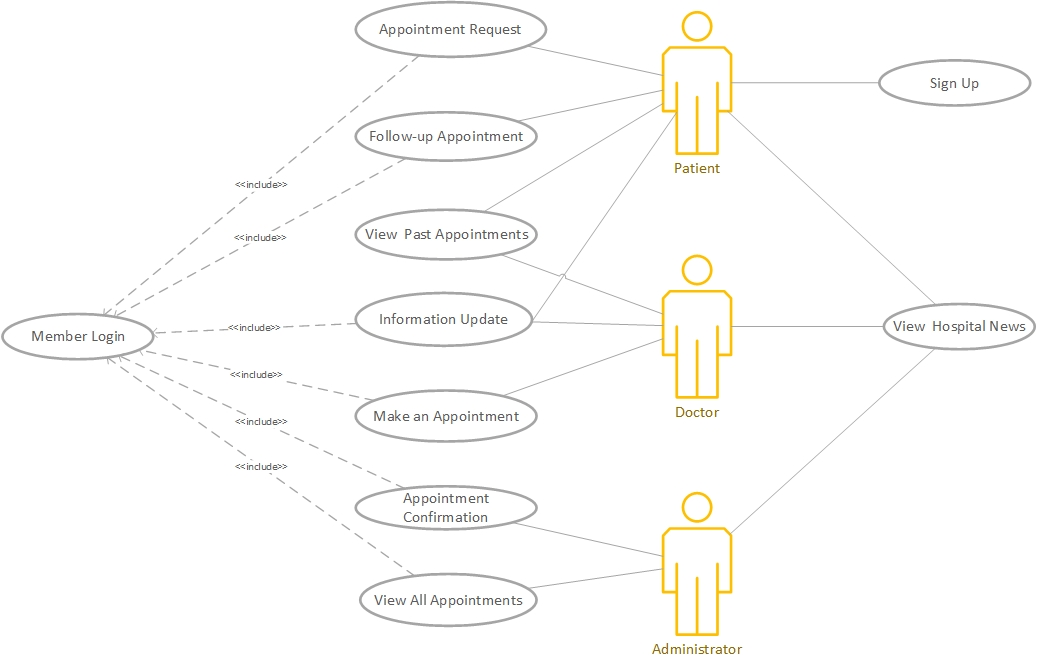 Appointment Request
Sign Up
Follow-up Appointment
Patient
<<include>>
View  Past Appointments
<<include>>
Information Update
<<include>>
View  Hospital News
Member Login
<<include>>
Doctor
Make an Appointment
<<include>>
<<include>>
Appointment
Confirmation
View All Appointments
Administrator